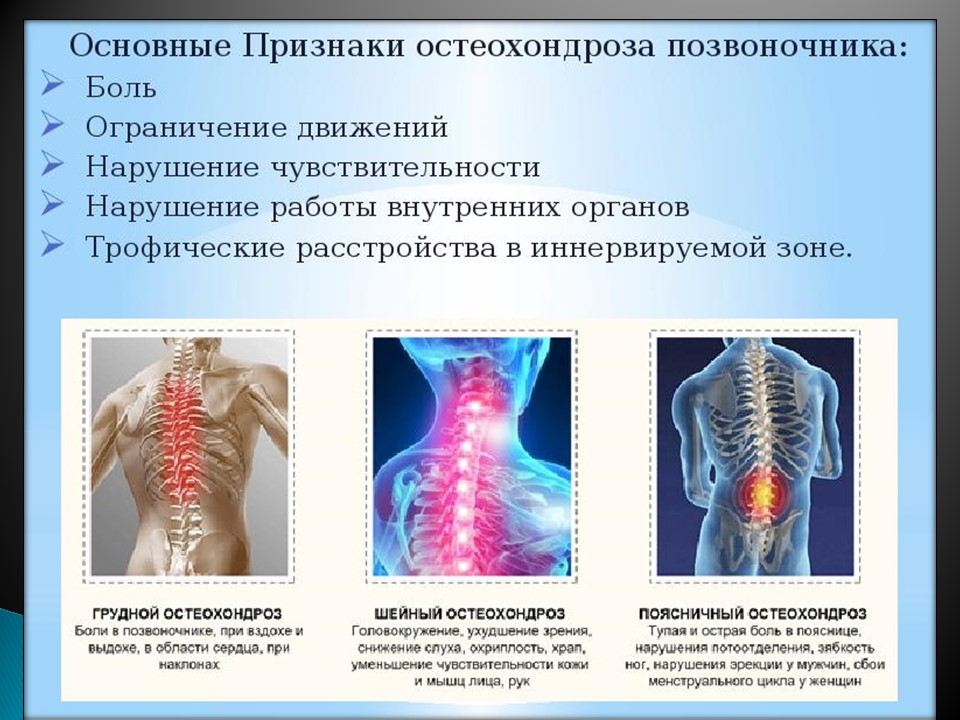 Основные Признаки остеохондроза позвоночника:
Боль
Ограничение движений
Нарушение чувствительности
Нарушение работы внутренних органов
Трофические расстройства в иннервируемой зоне.
ГРУДНОЙ ОСТЕОХОНДРОЗ
Боли в позвоночнике, при вздохе и
выдохе, в области сердца, при
наклонах
ШЕЙНЫЙ ОСТЕОХОНДРОЗ
Головокружение, ухудшение зрения,
снижение слуха, охриплость, храп,
уменьшение чувствительности кожи
и мышц лица, рук
ПОЯСНИЧНЫЙ ОСТЕОХОНДРОЗ
Тупая и острая боль в пояснице,
нарушения потоотделения, зябкость
ног, нарушения эрекции у мужчин, сбои
менструального цикла у женщин